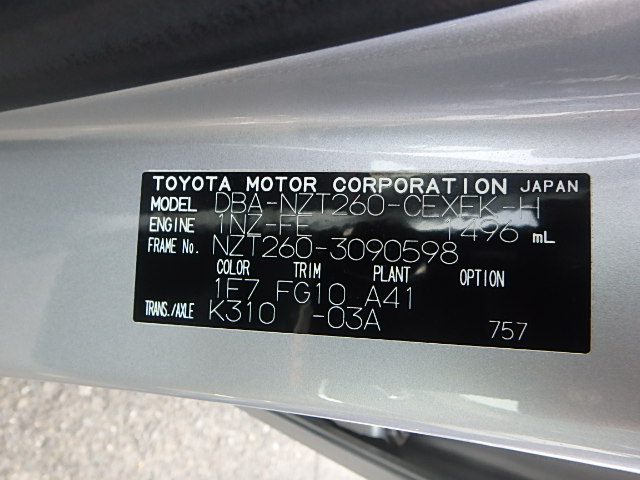 TOYOTA MOTOR CORPORATION JAPAN
MODEL DBA-NZT260-CEXEK-H
ENGINE 1NZ-FE 1496 mL
FRAME No. NZT260-3090598
COLOR TRIM PLANT OPTION
1F7 FG10 A41
TRANS./AXLE K310 -03A
757